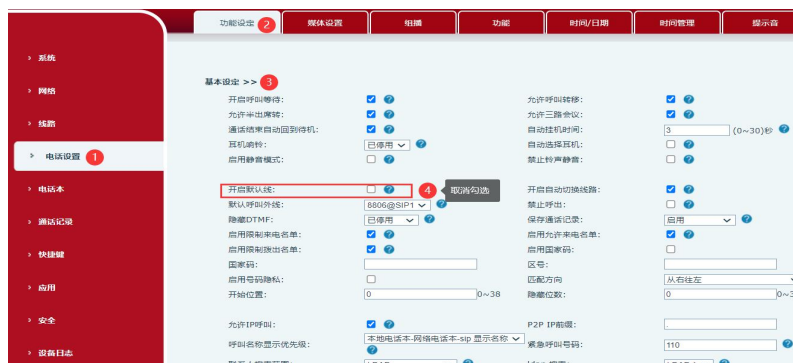 功能设定 2 媒体设置 组播 功能 时间/日期 时间管理 提示音
› 系统
› 网络
› 线路
› 电话设置 1
› 电话本
› 通话记录
› 快捷键
› 应用
› 安全
› 设备日志
基本设定 >> 3
开启呼叫等待: 允许呼叫转移:
允许半出席转: 允许三路会议:
通话结束自动回到待机: 自动挂机时间: 3 (0~30)秒
耳机响铃: 已停用 自动选择耳机:
启用静音模式: 禁止铃声静音:
开启默认线: 4 取消勾选 开启自动切换线路:
默认呼叫外线: 8806@SIP1 禁止呼出:
隐藏DTMF: 已停用 保存通话记录: 启用
启用限制来电名单: 启用允许来电名单:
启用限制拨出名单: 启用国家码:
国家码: 区号:
启用号码隐私: 匹配方向 从右往左
开始位置: 0 0~38 隐藏位数: 0 0~3
允许IP呼叫: P2P IP前缀: .
呼叫名称显示优先级: 本地电话本-网络电话本-sip 显示名称 紧急呼叫号码: 110